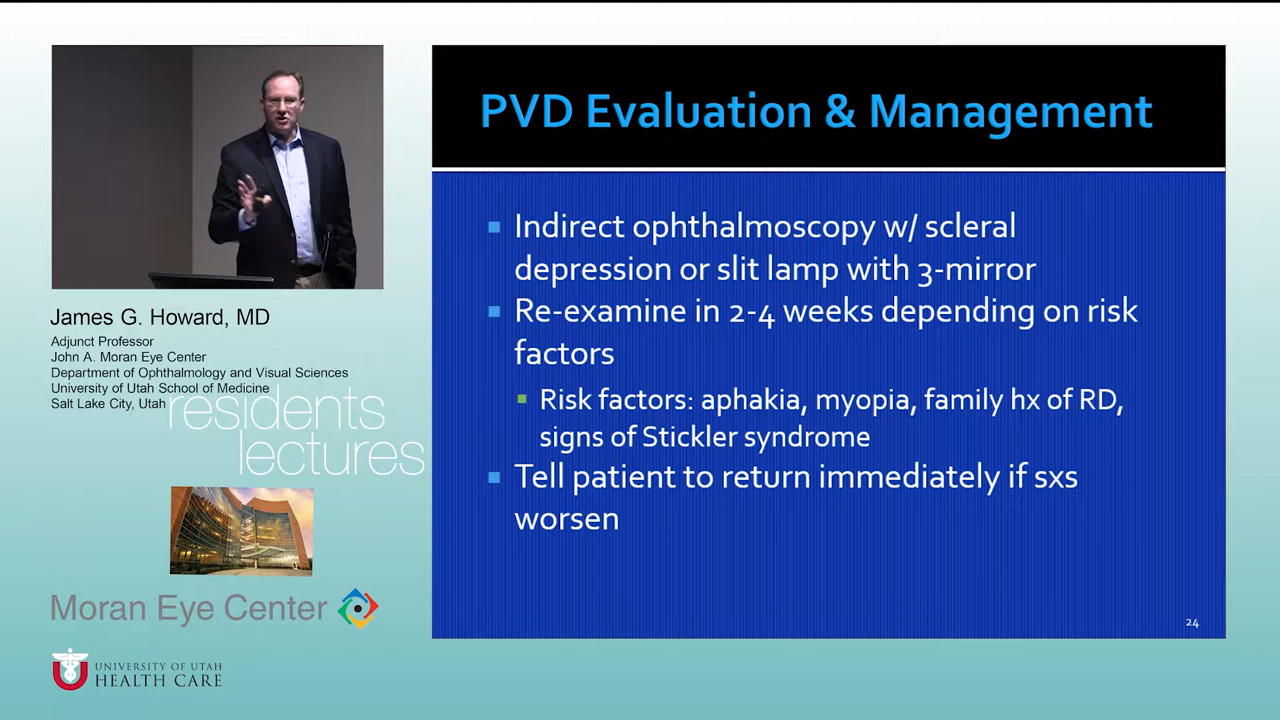 PVD Evaluation & Management
Indirect ophthalmoscopy w/ scleral
depression or slit lamp with 3-mirror
Re-examine in 2-4 weeks depending on risk
factors
Risk factors: aphakia, myopia, family hx of RD,
signs of Stickler syndrome
Tell patient to return immediately if sxs
worsen
24
James G. Howard, MD
Adjunct Professor
John A. Moran Eye Center
Department of Ophthalmology and Visual Sciences
University of Utah School of Medicine
Salt Lake City, Utah
residents
lectures
Moran Eye Center
UNIVERSITY OF UTAH
HEALTH CARE